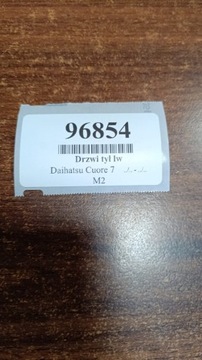 96854
Drzwi tył lw
Daihatsu Cuore 7
M2